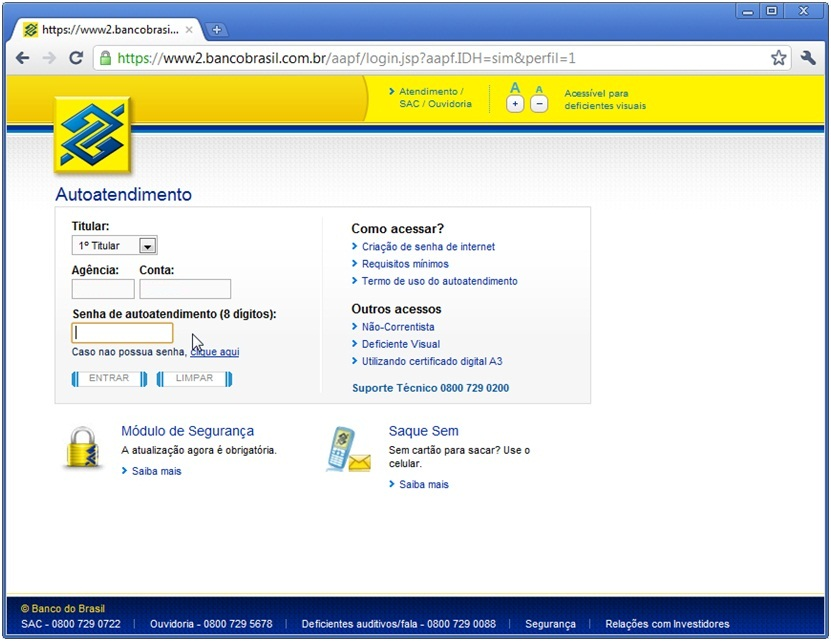 https://www2.bancobrasi...
https://www2.bancobrasil.com.br/aapf/login.jsp?aapf.IDH=sim&perfil=1
Atendimento /
SAC / Ouvidoria
A A
+ −
Acessível para
deficientes visuais
Autoatendimento
Titular:
1º Titular
Agência: Conta:
Senha de autoatendimento (8 digitos):
Caso nao possua senha, clique aqui
ENTRAR LIMPAR
Como acessar?
Criação de senha de internet
Requisitos mínimos
Termo de uso do autoatendimento
Outros acessos
Não-Correntista
Deficiente Visual
Utilizando certificado digital A3
Suporte Técnico 0800 729 0200
Módulo de Segurança
A atualização agora é obrigatória.
Saiba mais
Saque Sem
Sem cartão para sacar? Use o
celular.
Saiba mais
© Banco do Brasil
SAC - 0800 729 0722 | Ouvidoria - 0800 729 5678 | Deficientes auditivos/fala - 0800 729 0088 | Segurança | Relações com Investidores